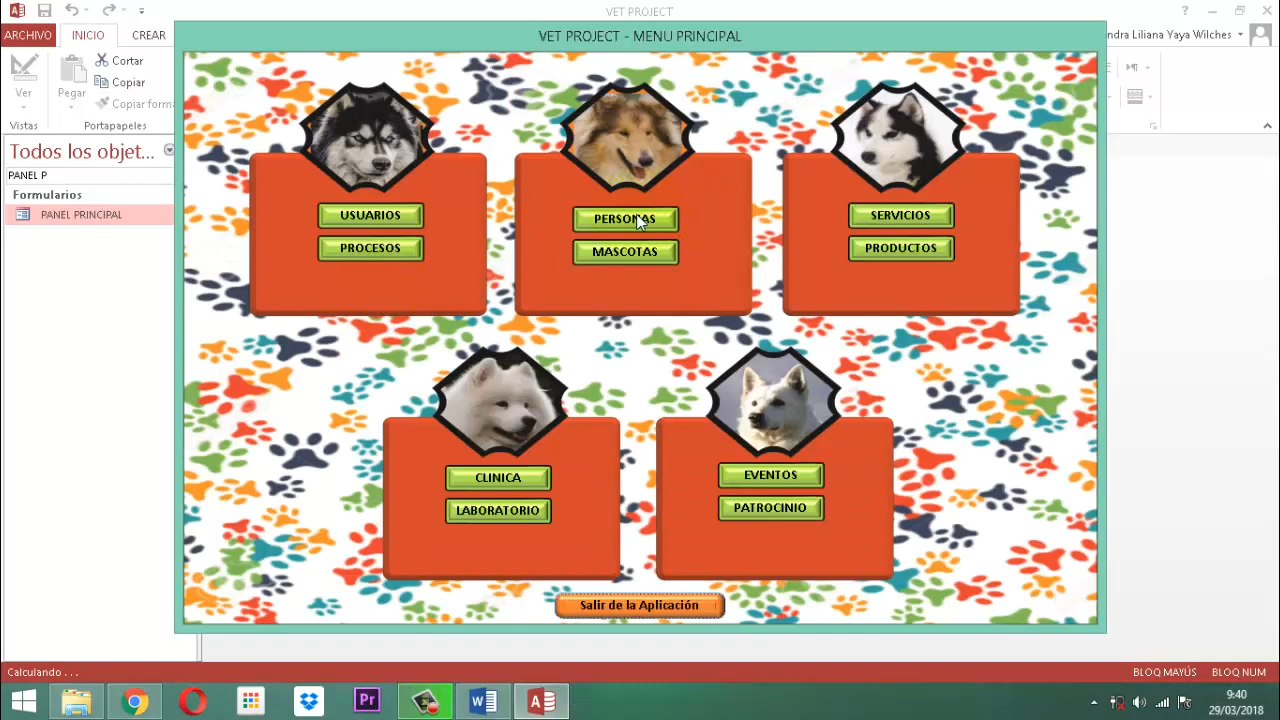 VET PROJECT
?
ARCHIVO
INICIO
CREAR
ndra Liliana Yaya Wilches
Ver
Pegar
Cortar
Copiar
Copiar forma
Vistas
Portapapeles
Todos los objet...
PANEL P
Formularios
PANEL PRINCIPAL
VET PROJECT - MENU PRINCIPAL
USUARIOS
PROCESOS
PERSONAS
MASCOTAS
SERVICIOS
PRODUCTOS
CLINICA
LABORATORIO
EVENTOS
PATROCINIO
Salir de la Aplicación
Calculando . . .
BLOQ MAYÚS
BLOQ NUM
Pr
9:40
29/03/2018